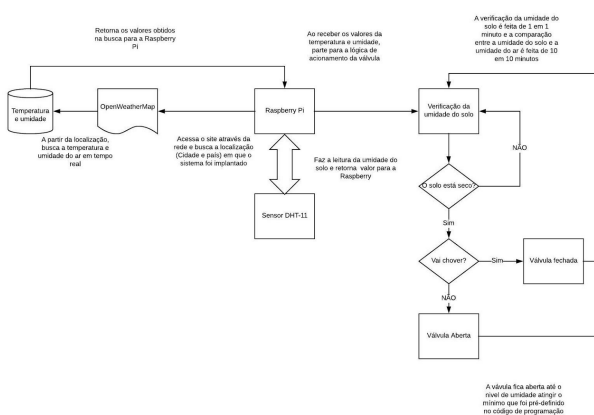 Retorna os valores obtidos
na busca para a Raspberry
Pi
Ao receber os valores da
temperatura e umidade,
parte para a lógica de
acionamento da válvula
A verificação da umidade do
solo é feita de 1 em 1
minuto e a comparação
entre a umidade do solo e a
umidade do ar é feita de 10
em 10 minutos
Temperatura
e umidade
OpenWeatherMap
Raspberry Pi
Verificação da
umidade do solo
A partir da localização,
busca a temperatura e
umidade do ar em tempo
real
Acessa o site através da
rede e busca a localização
(Cidade e país) em que o
sistema foi implantado
Faz a leitura da umidade do
solo e retorna valor para a
Raspberry
NÃO
O solo está seco?
Sensor DHT-11
Sim
Vai chover?
Sim
Válvula fechada
NÃO
Válvula Aberta
A vávula fica aberta até o
nivel de umidade atingir o
mínimo que foi pré-definido
no código de programação